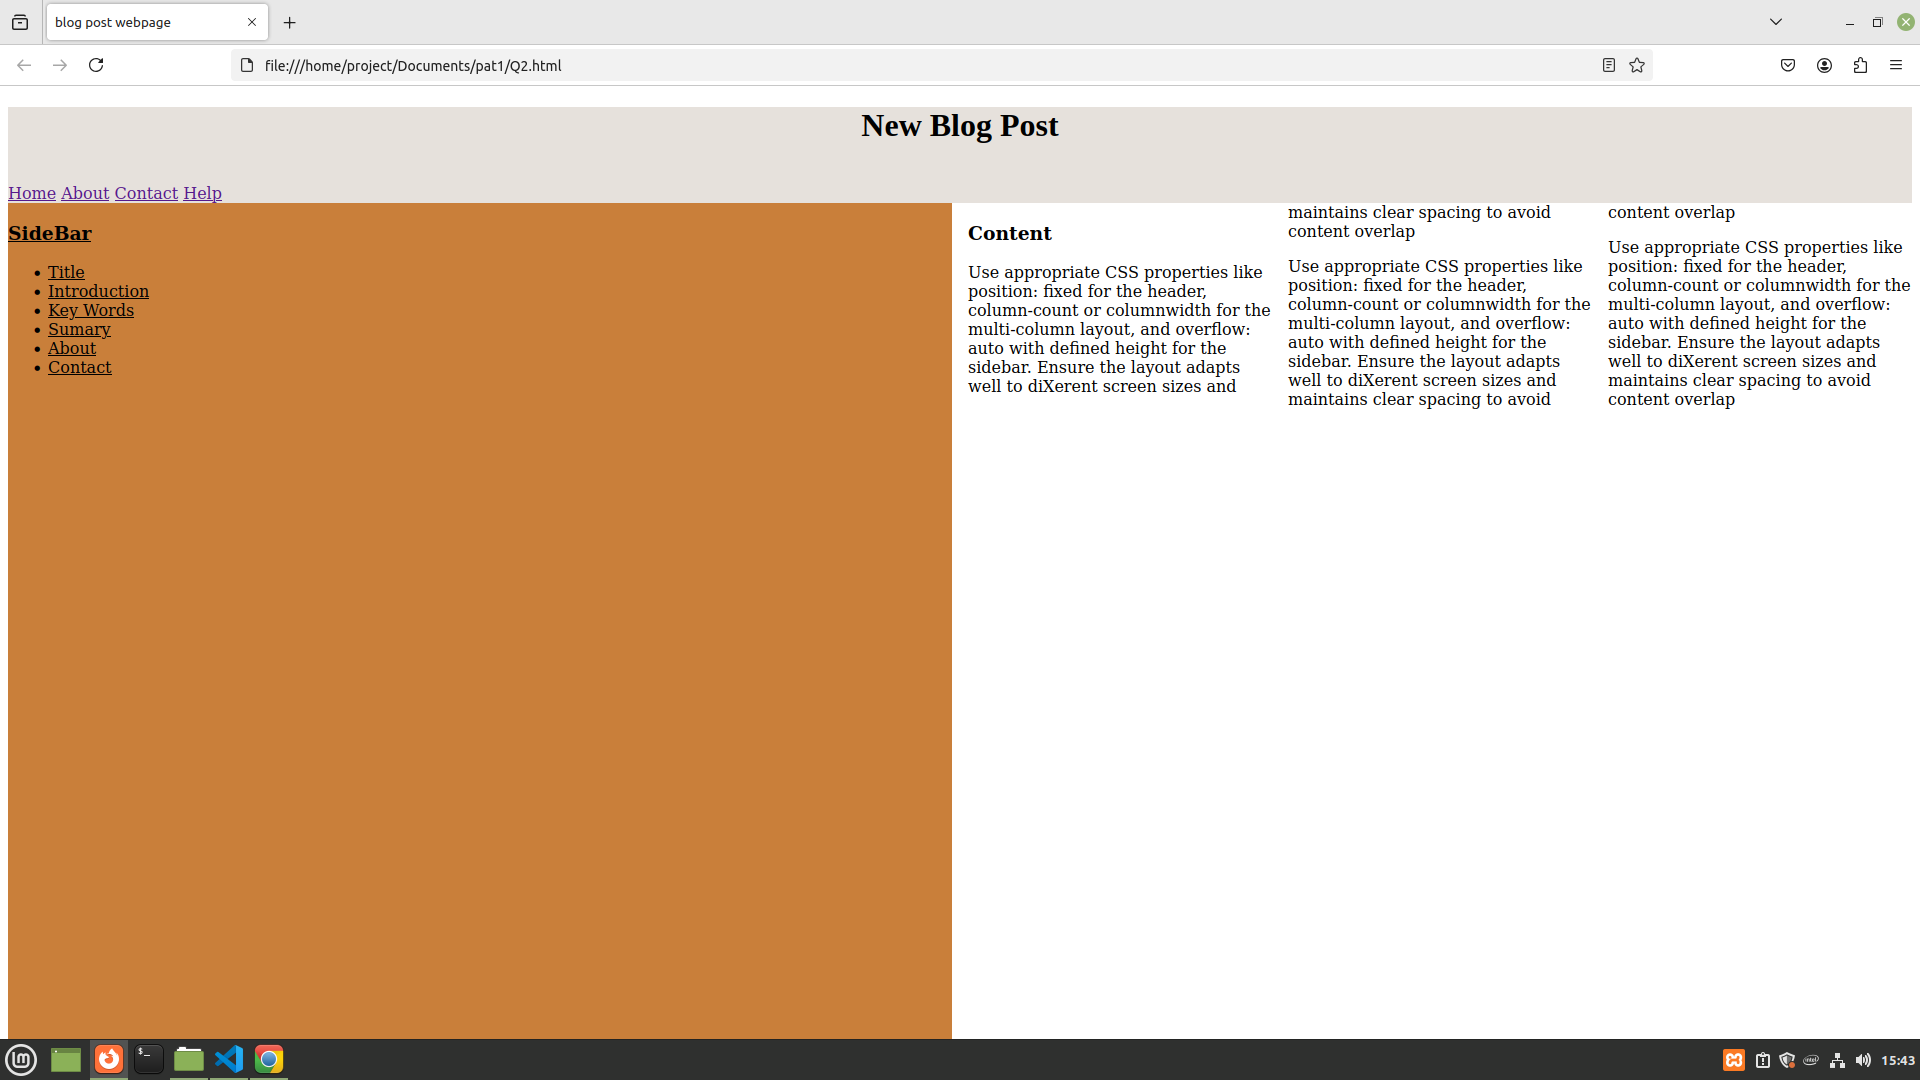 blog post webpage
file:///home/project/Documents/pat1/Q2.html
New Blog Post
Home About Contact Help
SideBar
Title
Introduction
Key Words
Sumary
About
Contact
Content
Use appropriate CSS properties like
position: fixed for the header,
column-count or columnwidth for the
multi-column layout, and overflow:
auto with defined height for the
sidebar. Ensure the layout adapts
well to diXerent screen sizes and
maintains clear spacing to avoid
content overlap
Use appropriate CSS properties like
position: fixed for the header,
column-count or columnwidth for the
multi-column layout, and overflow:
auto with defined height for the
sidebar. Ensure the layout adapts
well to diXerent screen sizes and
maintains clear spacing to avoid
content overlap
Use appropriate CSS properties like
position: fixed for the header,
column-count or columnwidth for the
multi-column layout, and overflow:
auto with defined height for the
sidebar. Ensure the layout adapts
well to diXerent screen sizes and
maintains clear spacing to avoid
content overlap
15:43